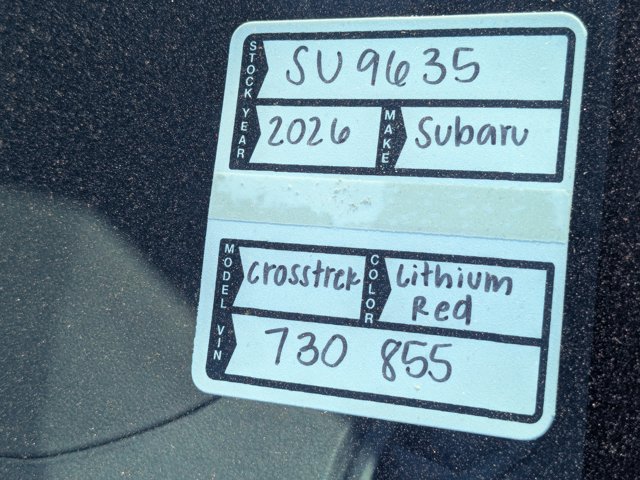 STOCK SU9635
YEAR 2026 MAKE Subaru
MODEL Crosstrek COLOR Lithium
Red
VIN 730 855